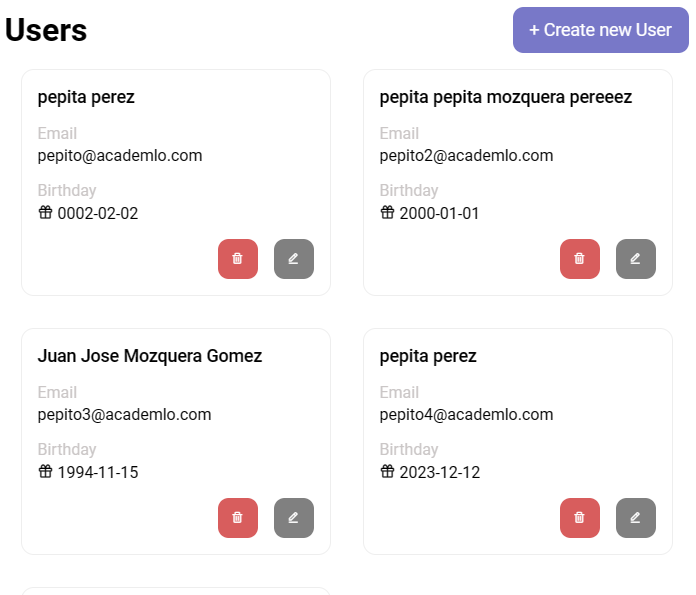 Users
+ Create new User
pepita perez
Email
pepito@academlo.com
Birthday
0002-02-02
pepita pepita mozquera pereeez
Email
pepito2@academlo.com
Birthday
2000-01-01
Juan Jose Mozquera Gomez
Email
pepito3@academlo.com
Birthday
1994-11-15
pepita perez
Email
pepito4@academlo.com
Birthday
2023-12-12